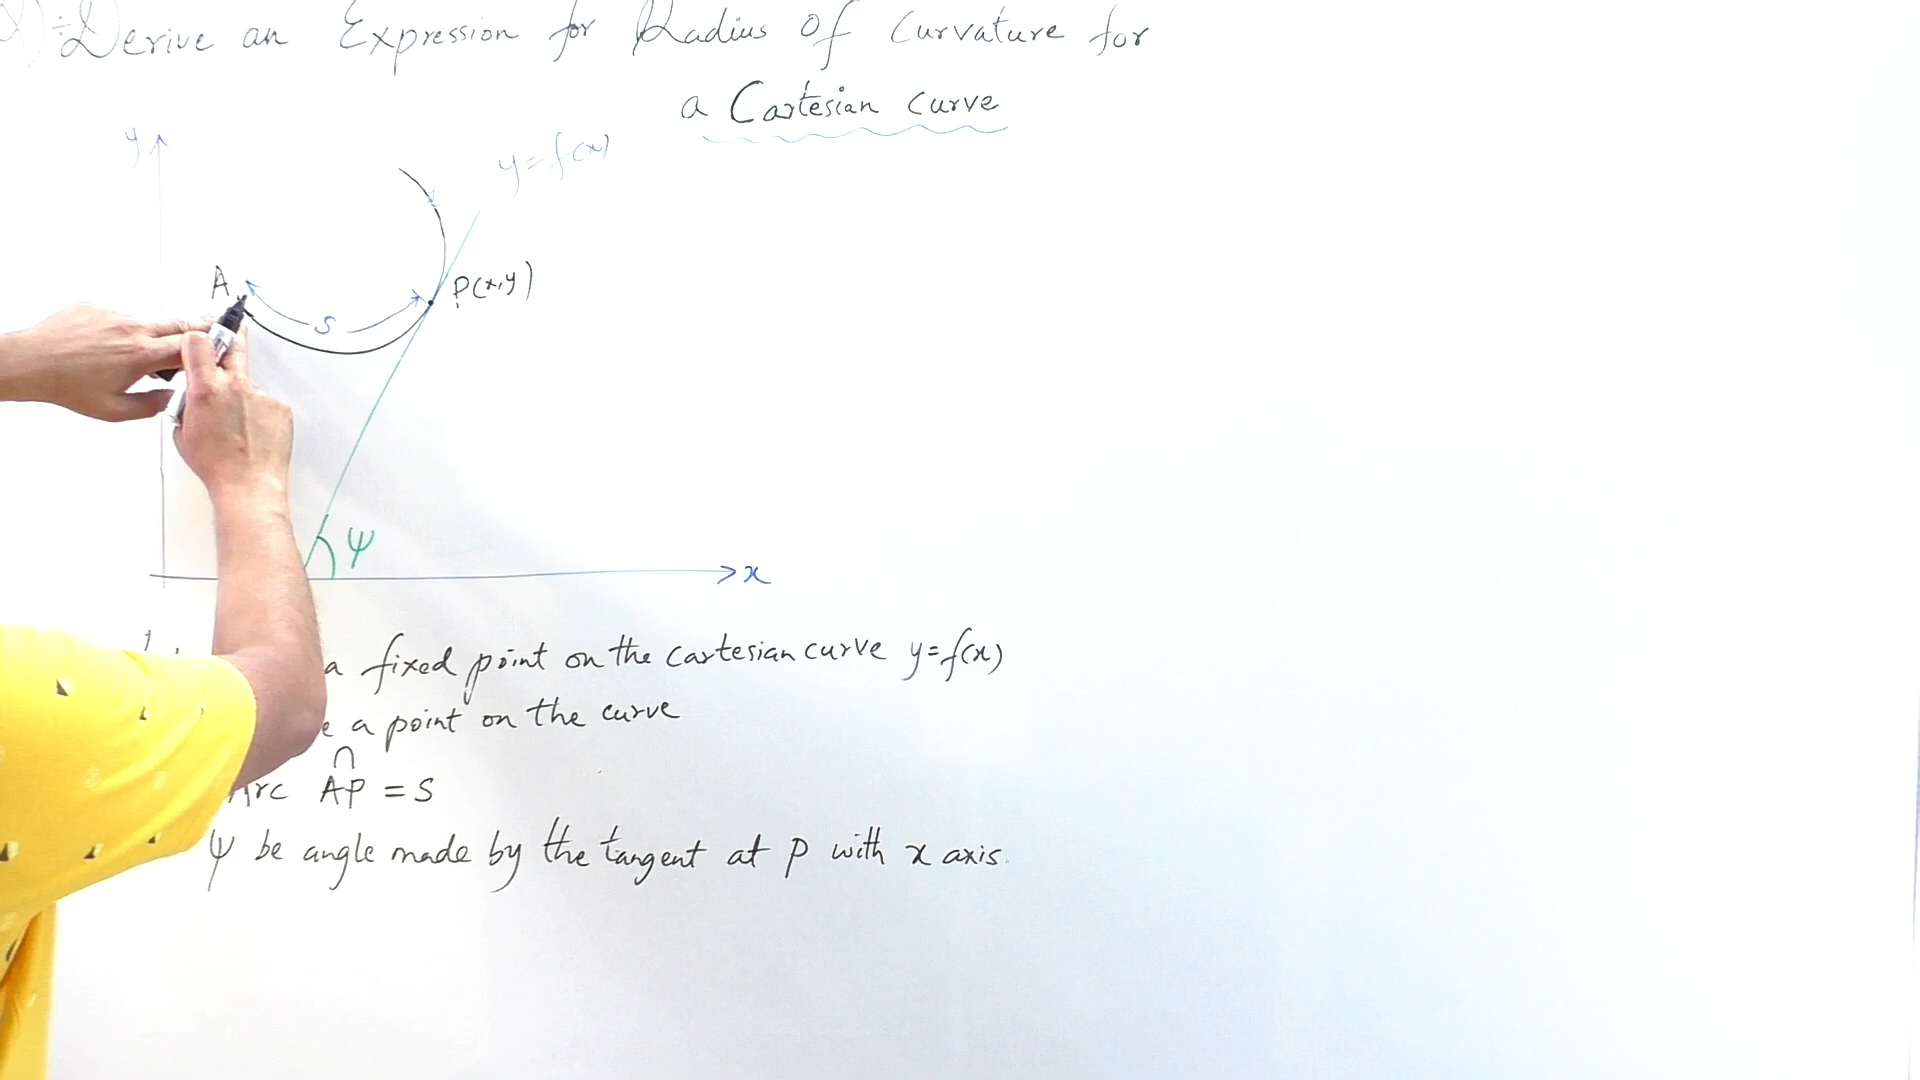 Derive an Expression for Radius of Curvature for
a Cartesian curve
y
y=f(x)
A
P(x,y)
S
ψ
x
a fixed point on the cartesian curve y=f(x)
a point on the curve
Arc AP = S
ψ be angle made by the tangent at P with x axis.